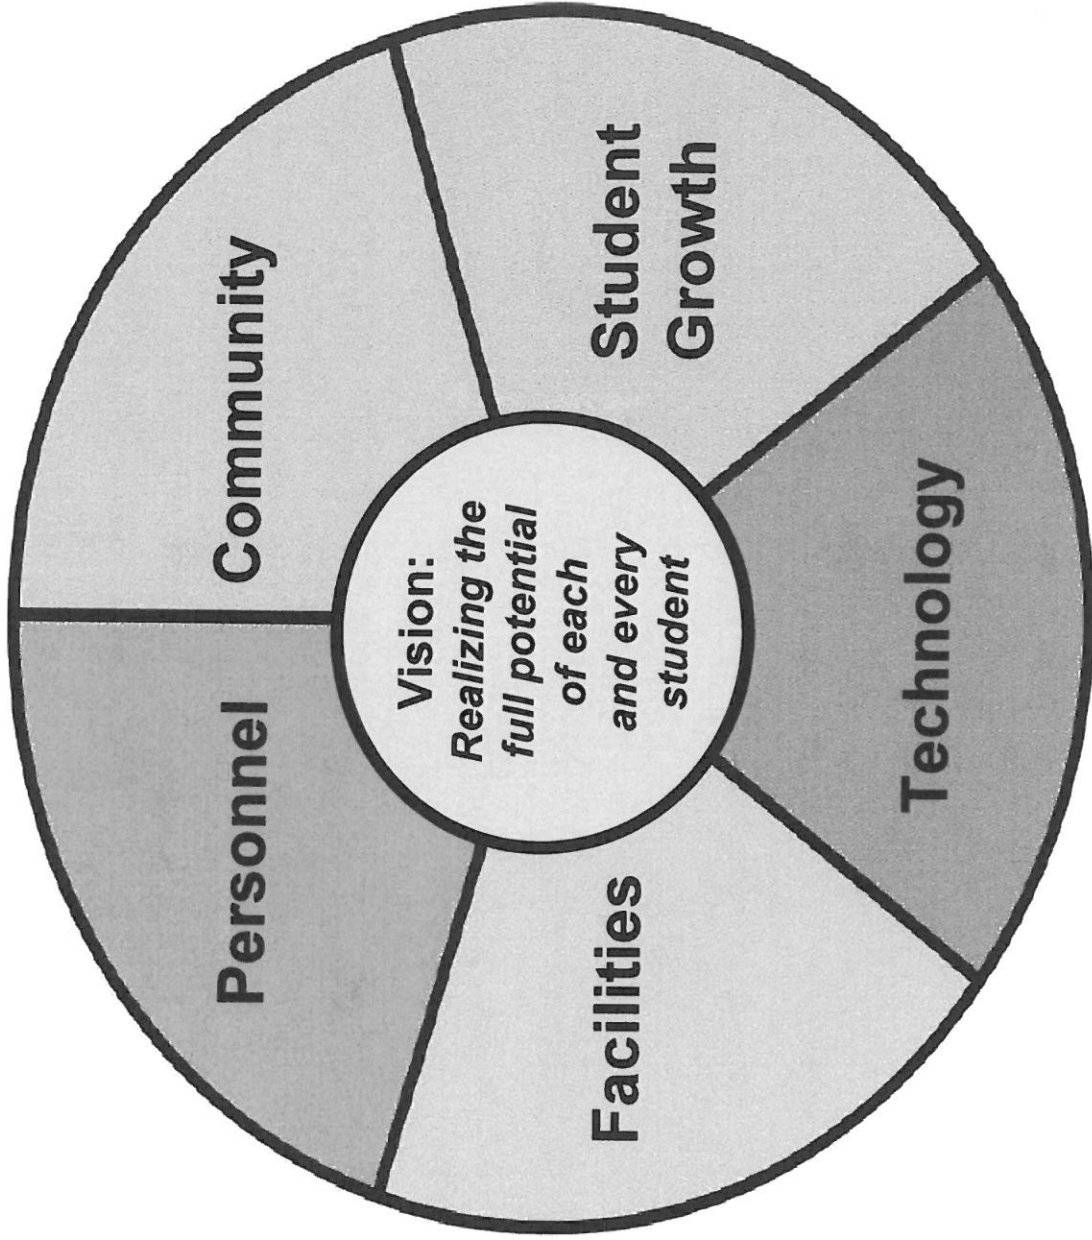 Personnel
Community
Vision:
Realizing the
full potential
of each
and every
student
Facilities
Student
Growth
Technology